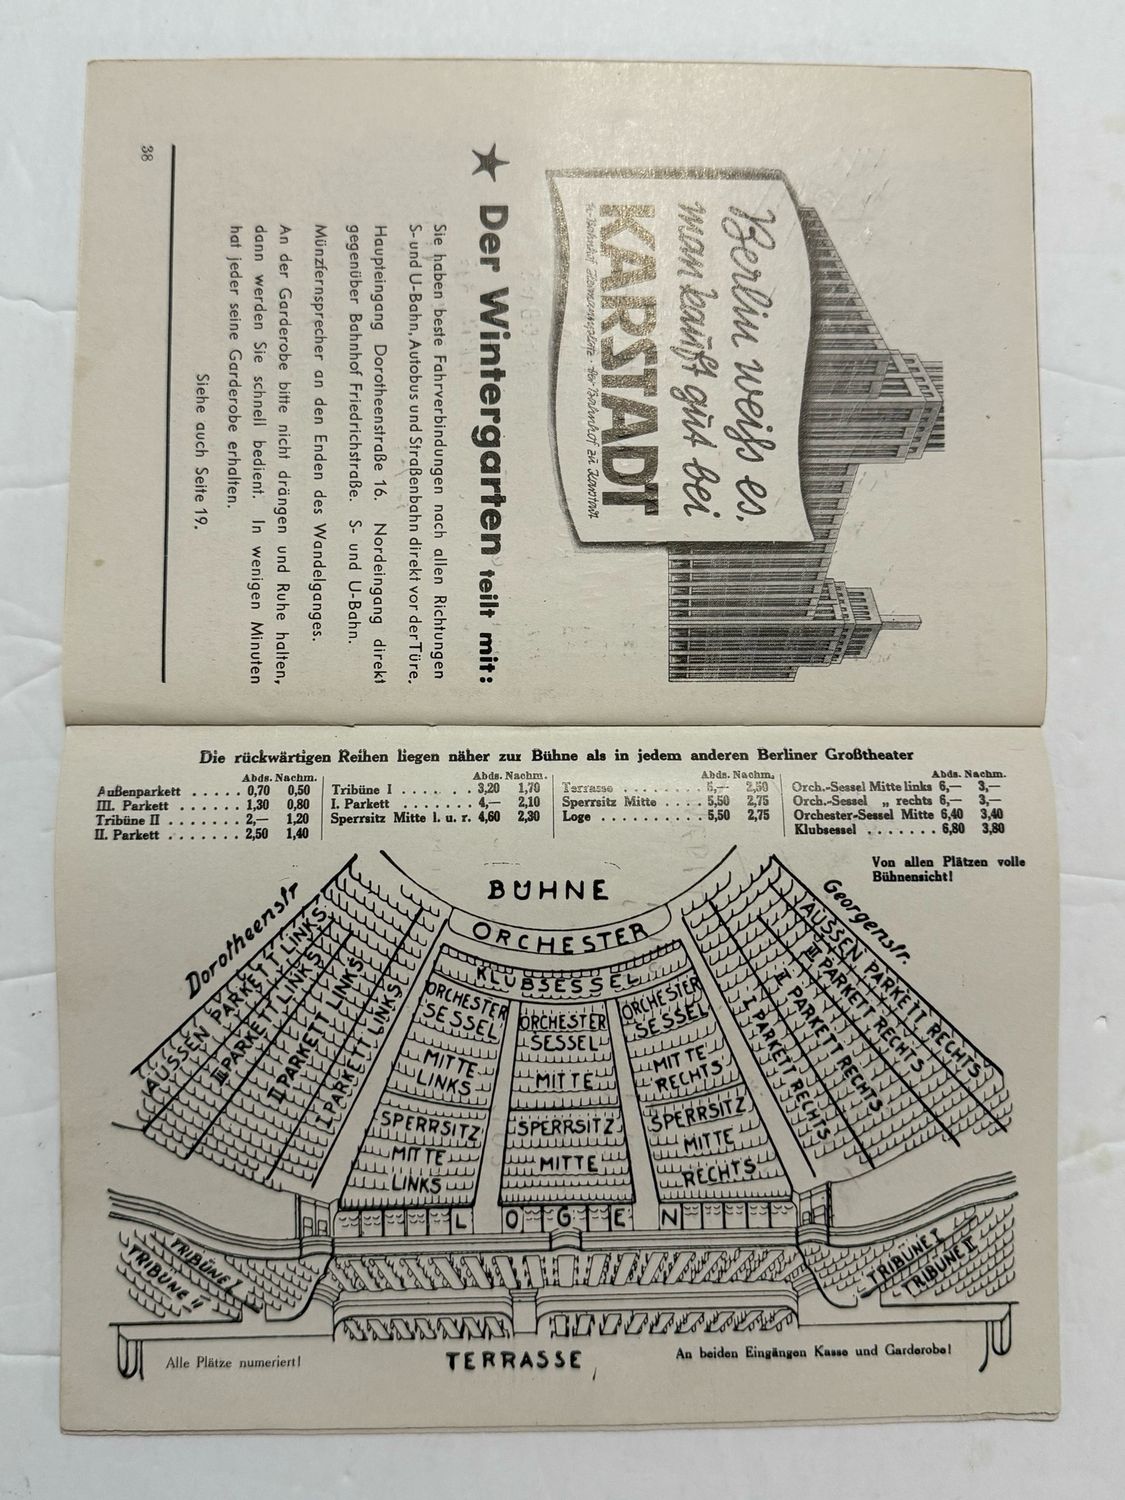 Berlin weiß es.
man kauft gut bei
KARSTADT
★ Der Wintergarten teilt mit:
Sie haben beste Fahrverbindungen nach allen Richtungen
S- und U-Bahn, Autobus und Straßenbahn direkt vor der Türe.
Haupteingang Dorotheenstraße 16. Nordeingang direkt
gegenüber Bahnhof Friedrichstraße. S- und U-Bahn.
Münzfernsprecher an den Enden des Wandelganges.
An der Garderobe bitte nicht drängen und Ruhe halten,
dann werden Sie schnell bedient. In wenigen Minuten
hat jeder seine Garderobe erhalten.
Siehe auch Seite 19.
38
Die rückwärtigen Reihen liegen näher zur Bühne als in jedem anderen Berliner Großtheater
Abds. Nachm.
Außenparkett . . . . . 0,70 0,50
III. Parkett . . . . . . 1,30 0,80
Tribüne II . . . . . . . 2,— 1,20
II. Parkett . . . . . . . 2,50 1,40
Abds. Nachm.
Tribüne I . . . . . . . 3,20 1,70
I. Parkett . . . . . . . 4,— 2,10
Sperrsitz Mitte l. u. r. 4,60 2,30
Abds. Nachm.
Terrasse . . . . . . . . 5,— 2,50
Sperrsitz Mitte . . . . 5,50 2,75
Loge . . . . . . . . . . 5,50 2,75
Abds. Nachm.
Orch.-Sessel Mitte links 6,— 3,—
Orch.-Sessel „ rechts 6,— 3,—
Orchester-Sessel Mitte 6,40 3,40
Klubsessel . . . . . . . 6,80 3,80
Von allen Plätzen volle
Bühnensicht!
BÜHNE
ORCHESTER
KLUBSESSEL
Dorotheenstr
Georgenstr.
AUSSEN PARKETT LINKS
III PARKETT LINKS
II PARKETT LINKS
I PARKETT LINKS
ORCHESTER
SESSEL
MITTE
LINKS
SPERRSITZ
MITTE
LINKS
ORCHESTER
SESSEL
MITTE
SPERRSITZ
MITTE
ORCHESTER
SESSEL
MITTE
RECHTS
SPERRSITZ
MITTE
RECHTS
I PARKETT RECHTS
II PARKETT RECHTS
III PARKETT RECHTS
AUSSEN PARKETT RECHTS
LOGEN
TRIBÜNE I
TRIBÜNE II
TRIBÜNE I
TRIBÜNE II
TERRASSE
Alle Plätze numeriert!
An beiden Eingängen Kasse und Garderobe!